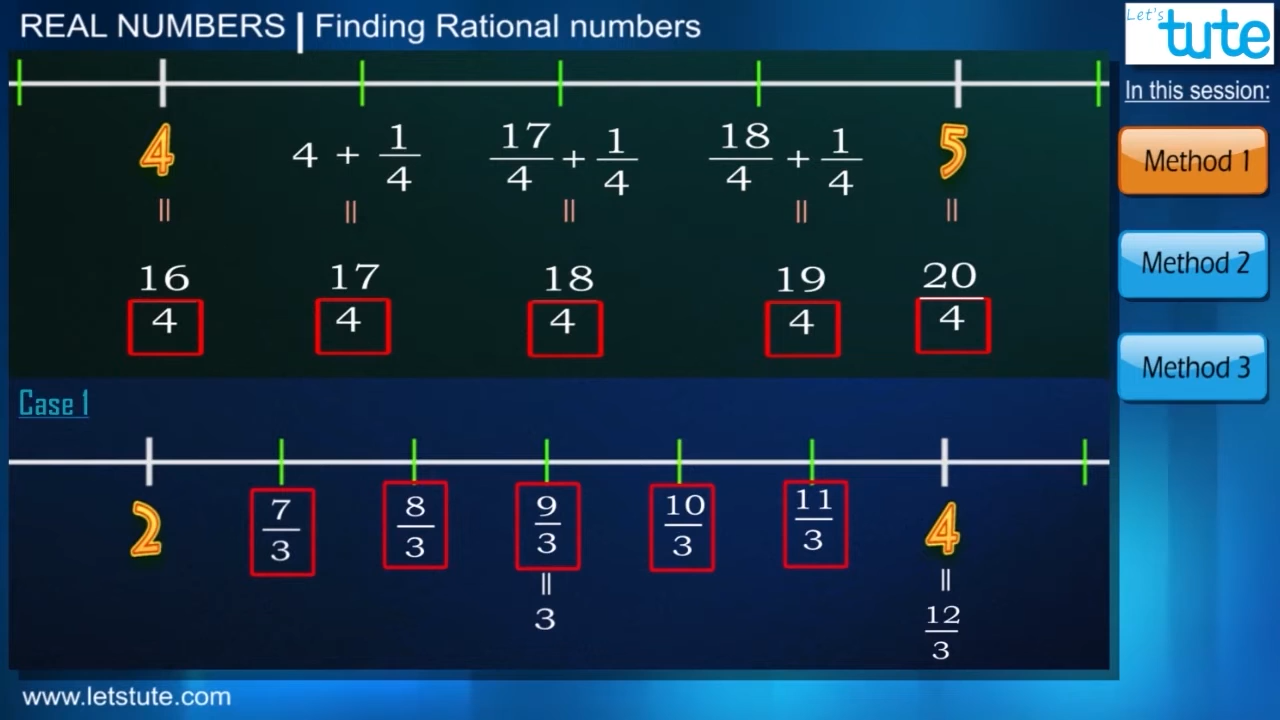 REAL NUMBERS | Finding Rational numbers
Let's tute
In this session:
Method 1
Method 2
Method 3
4 4 + 1/4 17/4 + 1/4 18/4 + 1/4 5
= = = = =
16/4 17/4 18/4 19/4 20/4
Case 1
2 7/3 8/3 9/3 10/3 11/3 4
= =
3 12/3
www.letstute.com